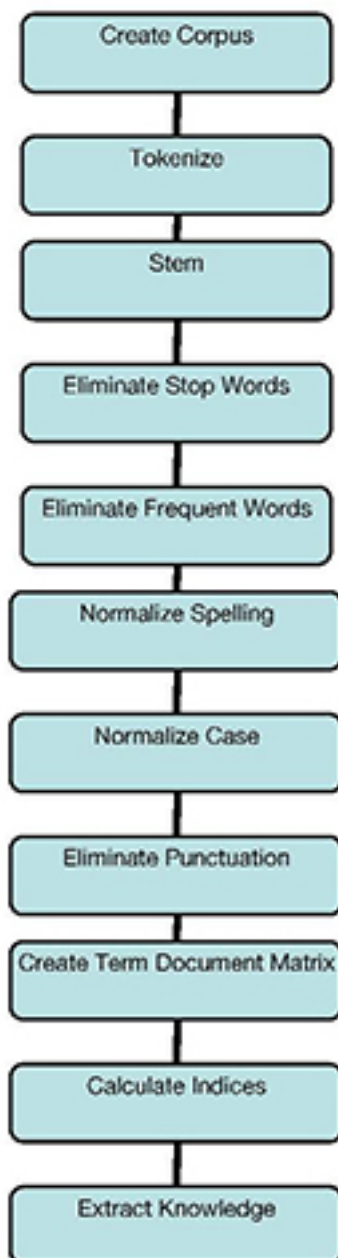 Create Corpus
Tokenize
Stem
Eliminate Stop Words
Eliminate Frequent Words
Normalize Spelling
Normalize Case
Eliminate Punctuation
Create Term Document Matrix
Calculate Indices
Extract Knowledge